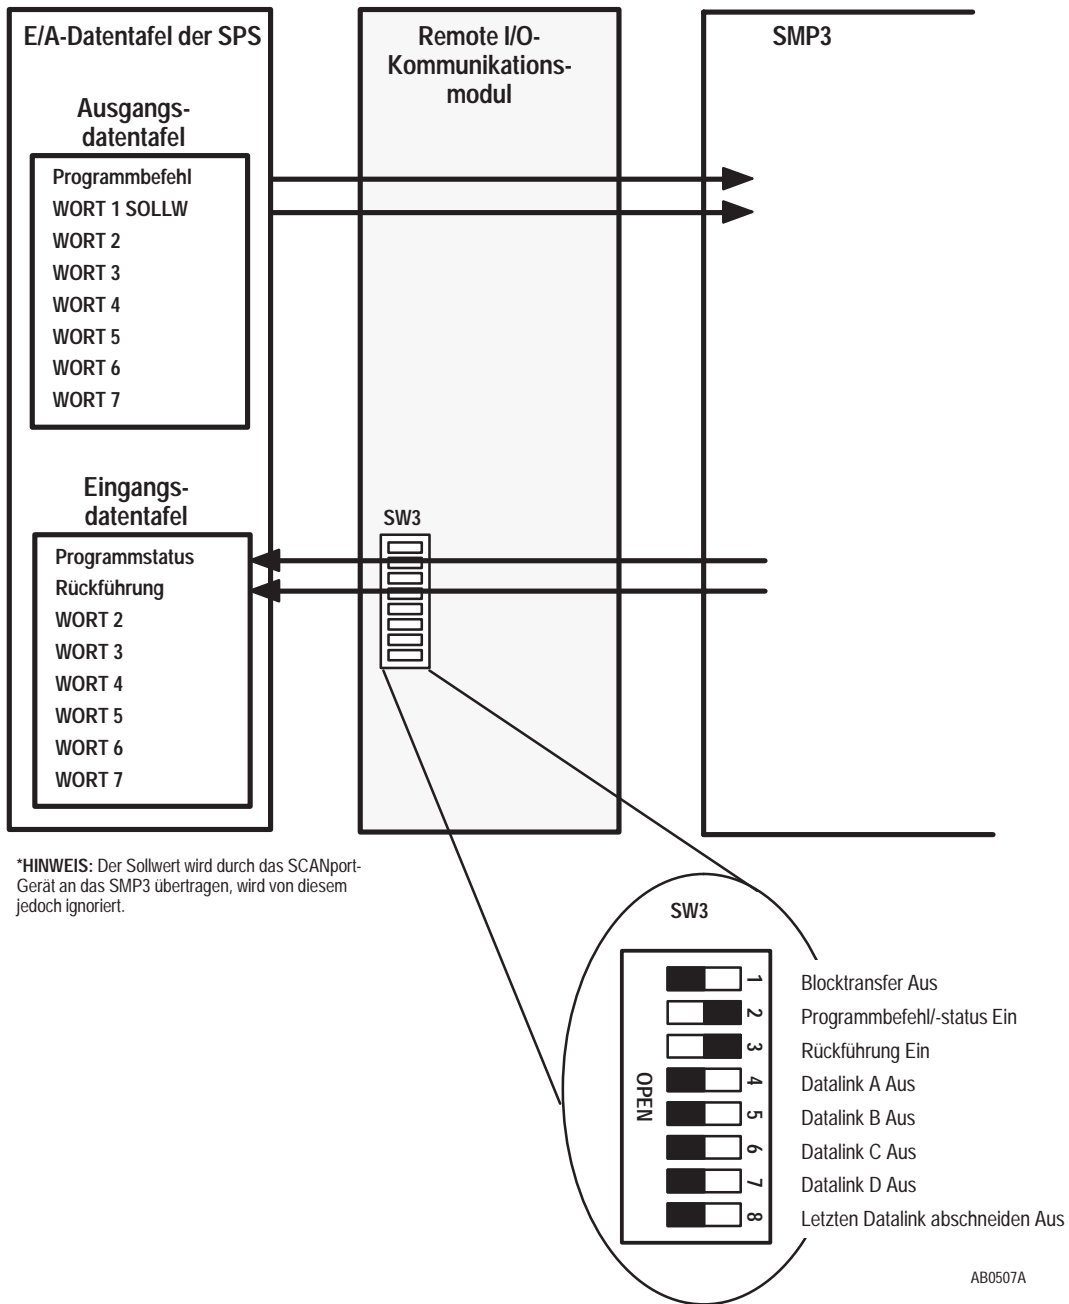 E/A-Datentafel der SPS
Ausgangs-
datentafel
Programmbefehl
WORT 1 SOLLW
WORT 2
WORT 3
WORT 4
WORT 5
WORT 6
WORT 7
Eingangs-
datentafel
Programmstatus
Rückführung
WORT 2
WORT 3
WORT 4
WORT 5
WORT 6
WORT 7
Remote I/O-
Kommunikations-
modul
SW3
SMP3
*HINWEIS: Der Sollwert wird durch das SCANport-
Gerät an das SMP3 übertragen, wird von diesem
jedoch ignoriert.
SW3
OPEN
1 Blocktransfer Aus
2 Programmbefehl/-status Ein
3 Rückführung Ein
4 Datalink A Aus
5 Datalink B Aus
6 Datalink C Aus
7 Datalink D Aus
8 Letzten Datalink abschneiden Aus
AB0507A